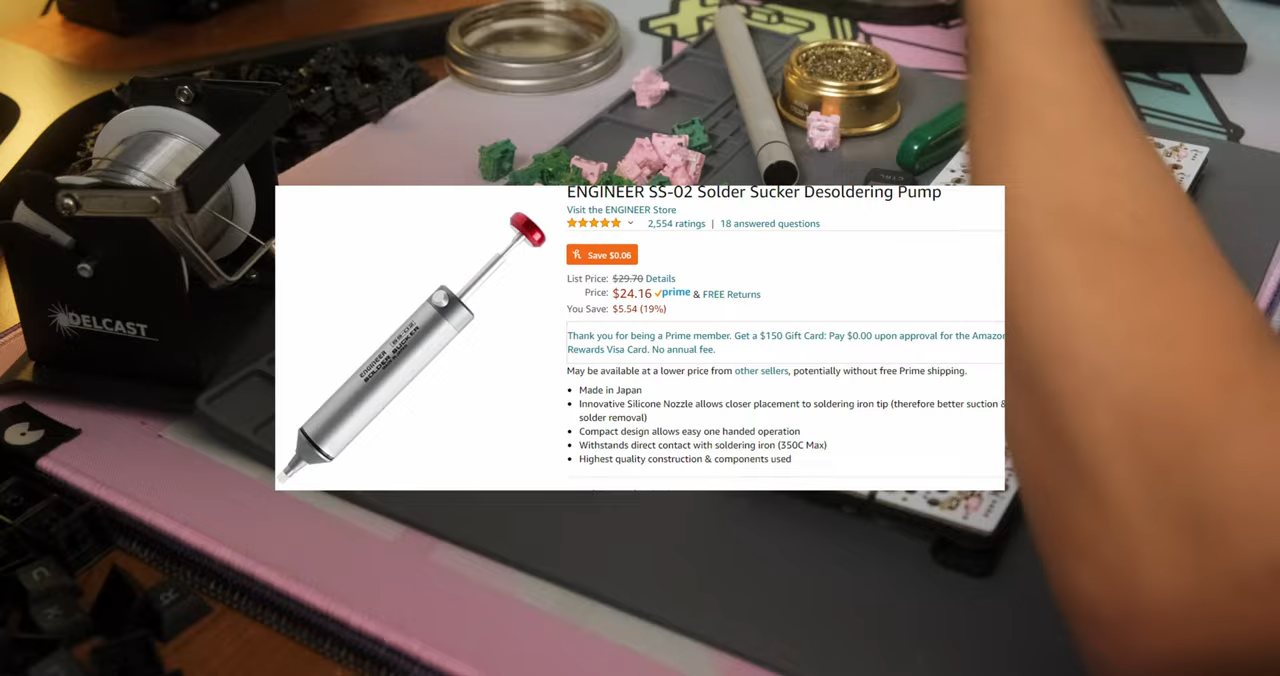 ENGINEER SS-02 Solder Sucker Desoldering Pump
Visit the ENGINEER Store
2,554 ratings | 18 answered questions
Save $0.06
List Price: $29.70 Details
Price: $24.16 prime & FREE Returns
You Save: $5.54 (19%)
Thank you for being a Prime member. Get a $150 Gift Card: Pay $0.00 upon approval for the Amazo
Rewards Visa Card. No annual fee.
May be available at a lower price from other sellers, potentially without free Prime shipping.
• Made in Japan
• Innovative Silicone Nozzle allows closer placement to soldering iron tip (therefore better suction &
solder removal)
• Compact design allows easy one handed operation
• Withstands direct contact with soldering iron (350C Max)
• Highest quality construction & components used
ENGINEER
SOLDER SUCKER
DELCAST
CTRL
K
R